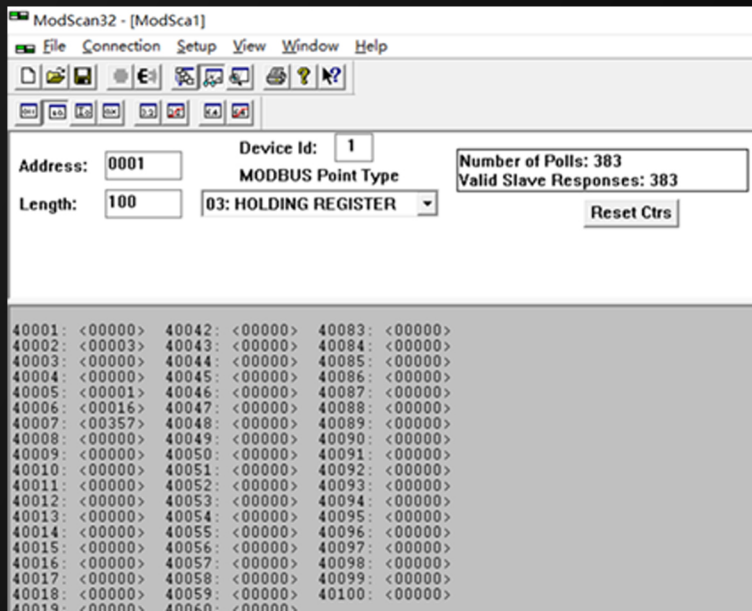 ModScan32 - [ModSca1]
File Connection Setup View Window Help
Address: 0001
Device Id: 1
MODBUS Point Type
Length: 100
03: HOLDING REGISTER
Number of Polls: 383
Valid Slave Responses: 383
Reset Ctrs
40001: <00000> 40042: <00000> 40083: <00000>
40002: <00003> 40043: <00000> 40084: <00000>
40003: <00000> 40044: <00000> 40085: <00000>
40004: <00000> 40045: <00000> 40086: <00000>
40005: <00001> 40046: <00000> 40087: <00000>
40006: <00016> 40047: <00000> 40088: <00000>
40007: <00357> 40048: <00000> 40089: <00000>
40008: <00000> 40049: <00000> 40090: <00000>
40009: <00000> 40050: <00000> 40091: <00000>
40010: <00000> 40051: <00000> 40092: <00000>
40011: <00000> 40052: <00000> 40093: <00000>
40012: <00000> 40053: <00000> 40094: <00000>
40013: <00000> 40054: <00000> 40095: <00000>
40014: <00000> 40055: <00000> 40096: <00000>
40015: <00000> 40056: <00000> 40097: <00000>
40016: <00000> 40057: <00000> 40098: <00000>
40017: <00000> 40058: <00000> 40099: <00000>
40018: <00000> 40059: <00000> 40100: <00000>
40019: <00000> 40060: <00000>